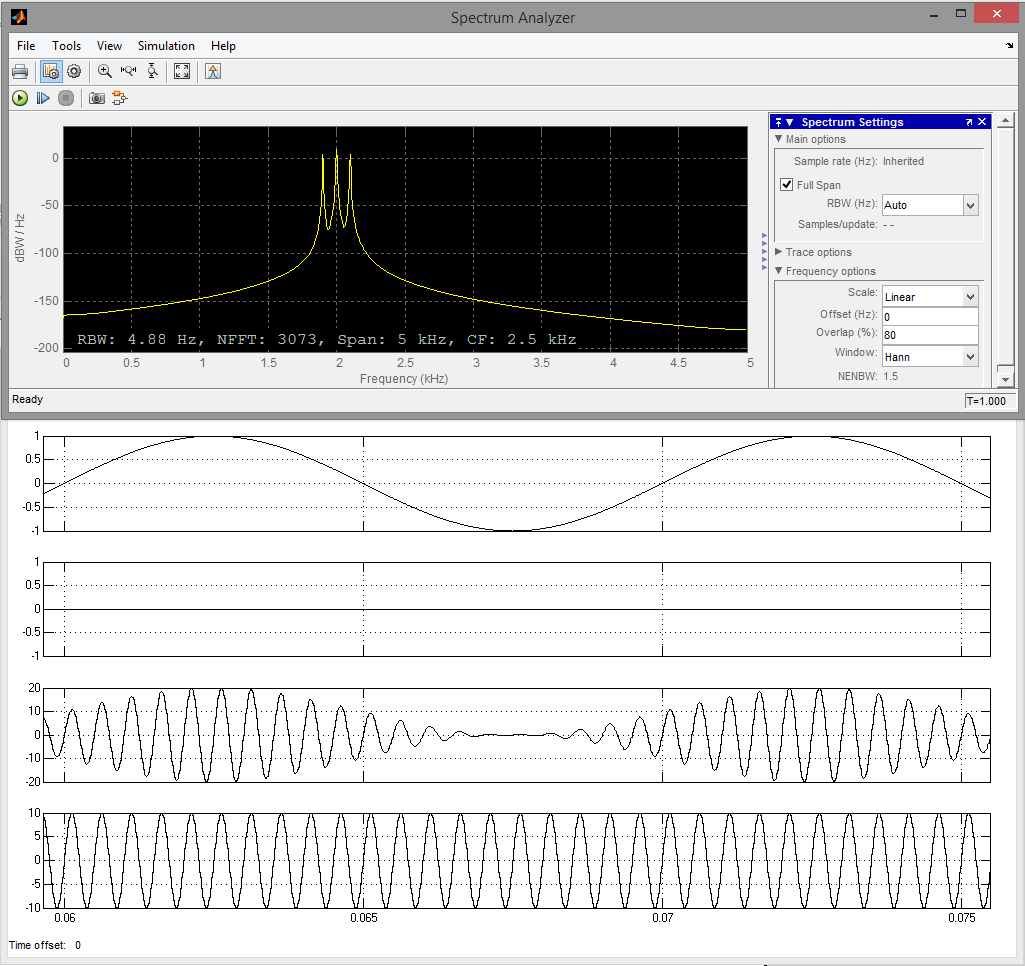 Spectrum Analyzer
File Tools View Simulation Help
Spectrum Settings
Main options
Sample rate (Hz): Inherited
Full Span
RBW (Hz): Auto
Samples/update: - -
Trace options
Frequency options
Scale: Linear
Offset (Hz): 0
Overlap (%): 80
Window: Hann
NENBW: 1.5
dBW / Hz
0
-50
-100
-150
-200
RBW: 4.88 Hz, NFFT: 3073, Span: 5 kHz, CF: 2.5 kHz
0 0.5 1 1.5 2 2.5 3 3.5 4 4.5 5
Frequency (kHz)
Ready
T=1.000
1
0.5
0
-0.5
-1
1
0.5
0
-0.5
-1
20
10
0
-10
-20
10
5
0
-5
-10
0.06 0.065 0.07 0.075
Time offset: 0